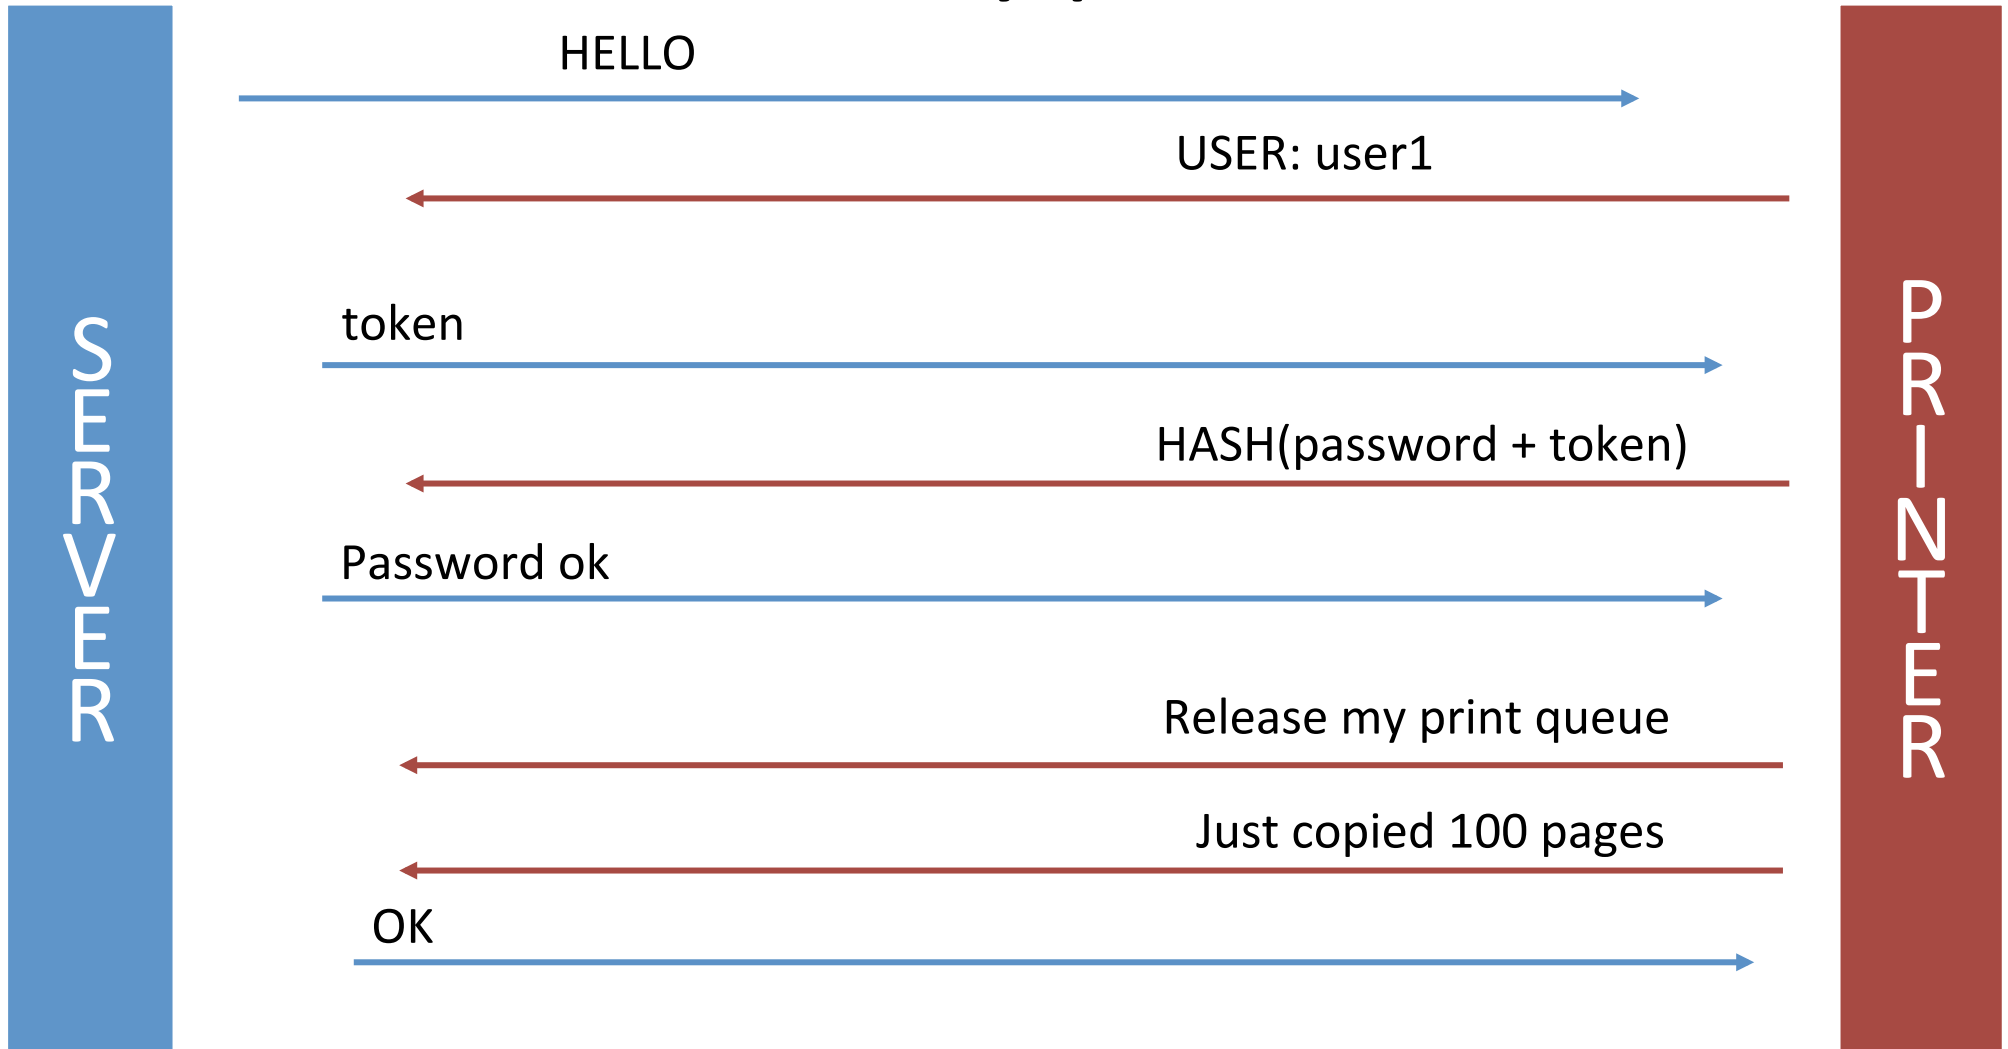 HELLO
USER: user1
token
HASH(password + token)
Password ok
Release my print queue
Just copied 100 pages
OK
SERVER
PRINTER